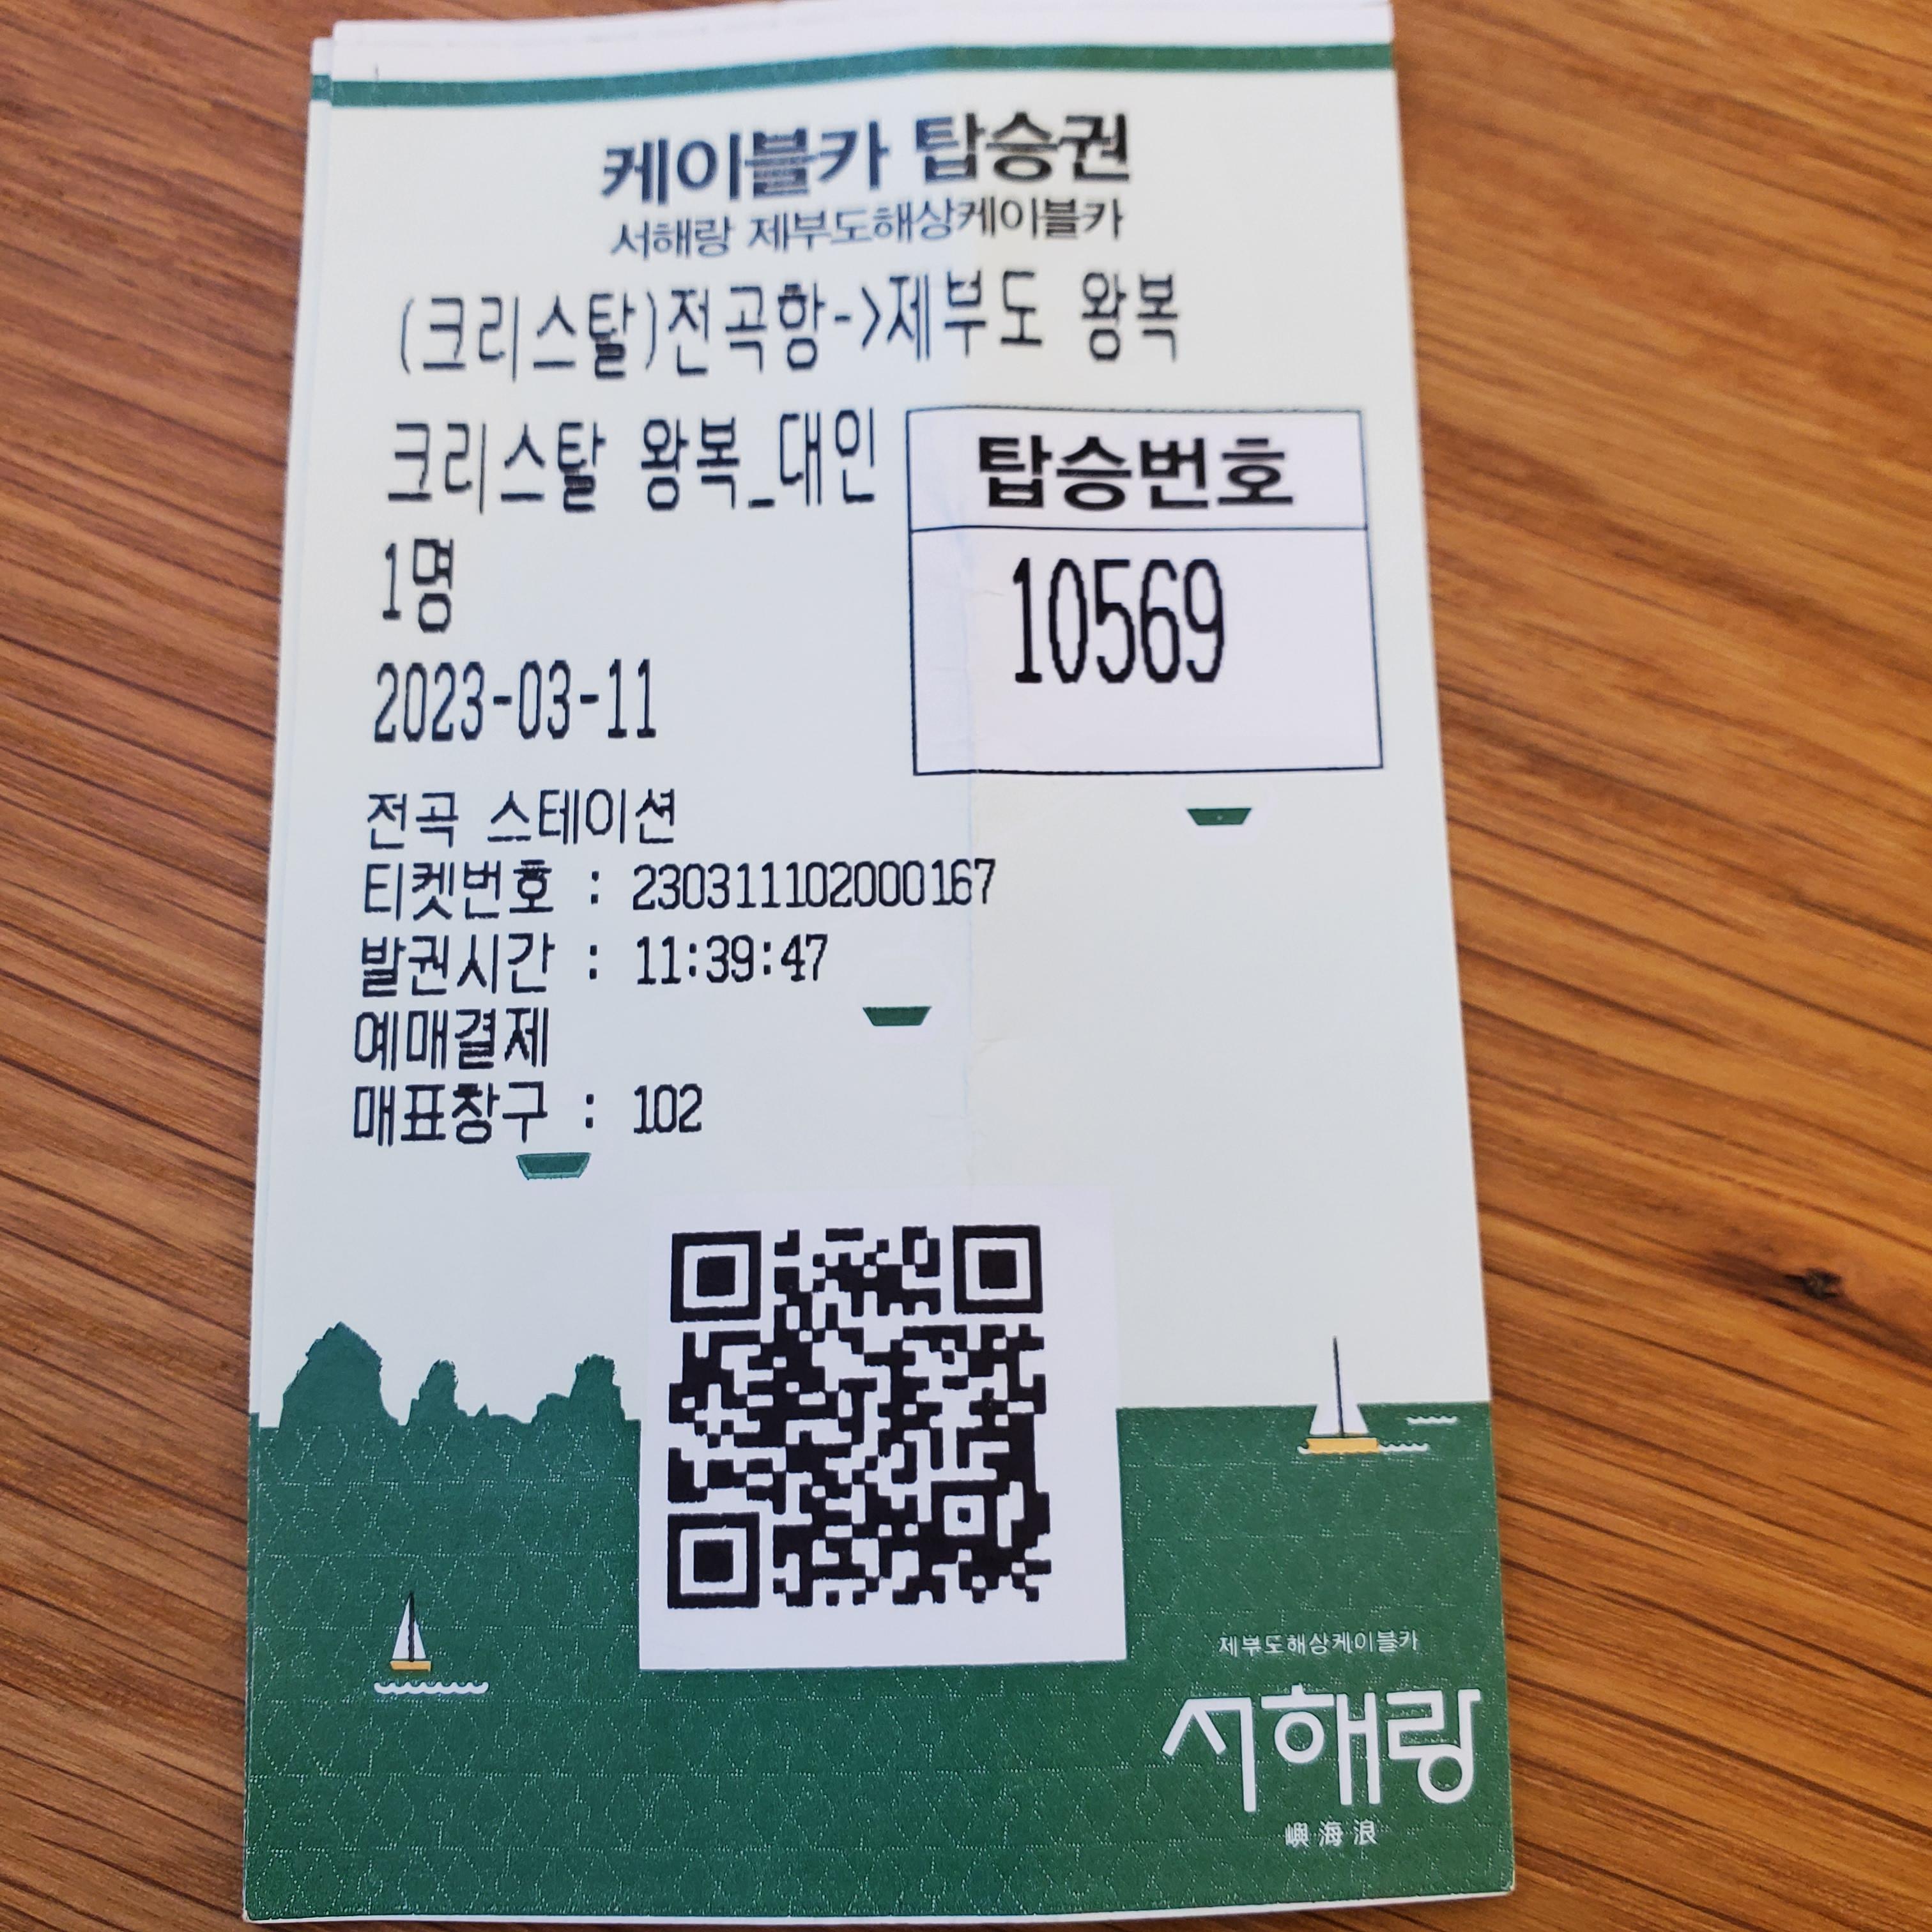 케이블카 탑승권
서해랑 제부도해상케이블카
(크리스탈)전곡항->제부도 왕복
크리스탈 왕복_대인
1명
2023-03-11
탑승번호
10569
전곡 스테이션
티켓번호 : 230311102000167
발권시간 : 11:39:47
예매결제
매표창구 : 102
제부도해상케이블카
서해랑
嶼海浪